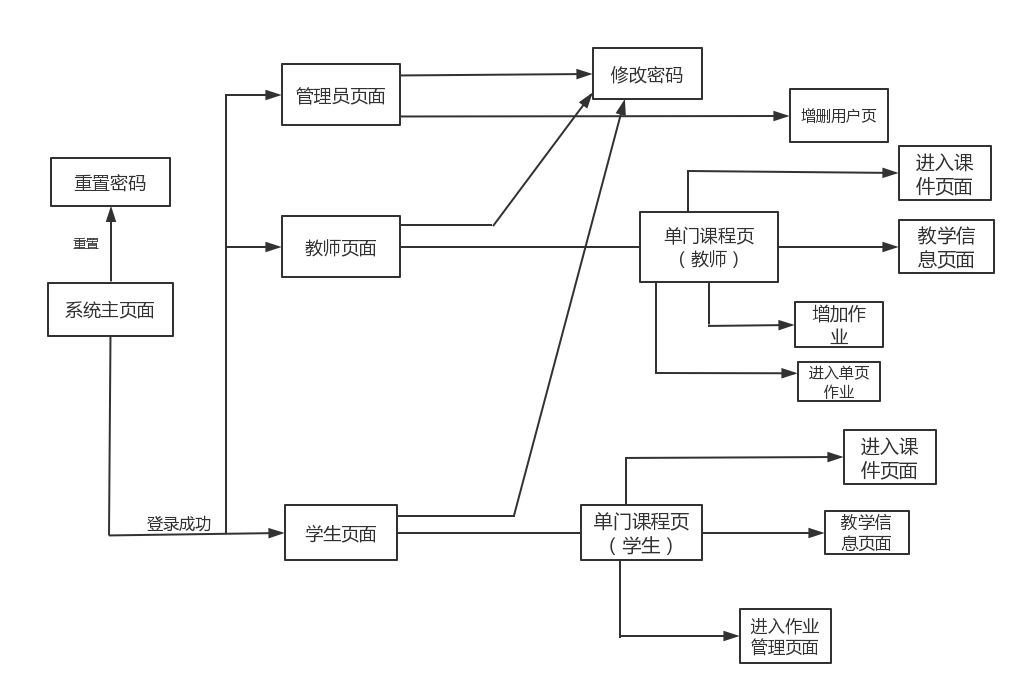 修改密码
管理员页面
增删用户页
进入课
件页面
重置密码
重置
单门课程页
（教师）
教师页面
教学信
息页面
系统主页面
增加作
业
进入单页
作业
进入课
件页面
登录成功
学生页面
单门课程页
（学生）
教学信
息页面
进入作业
管理页面